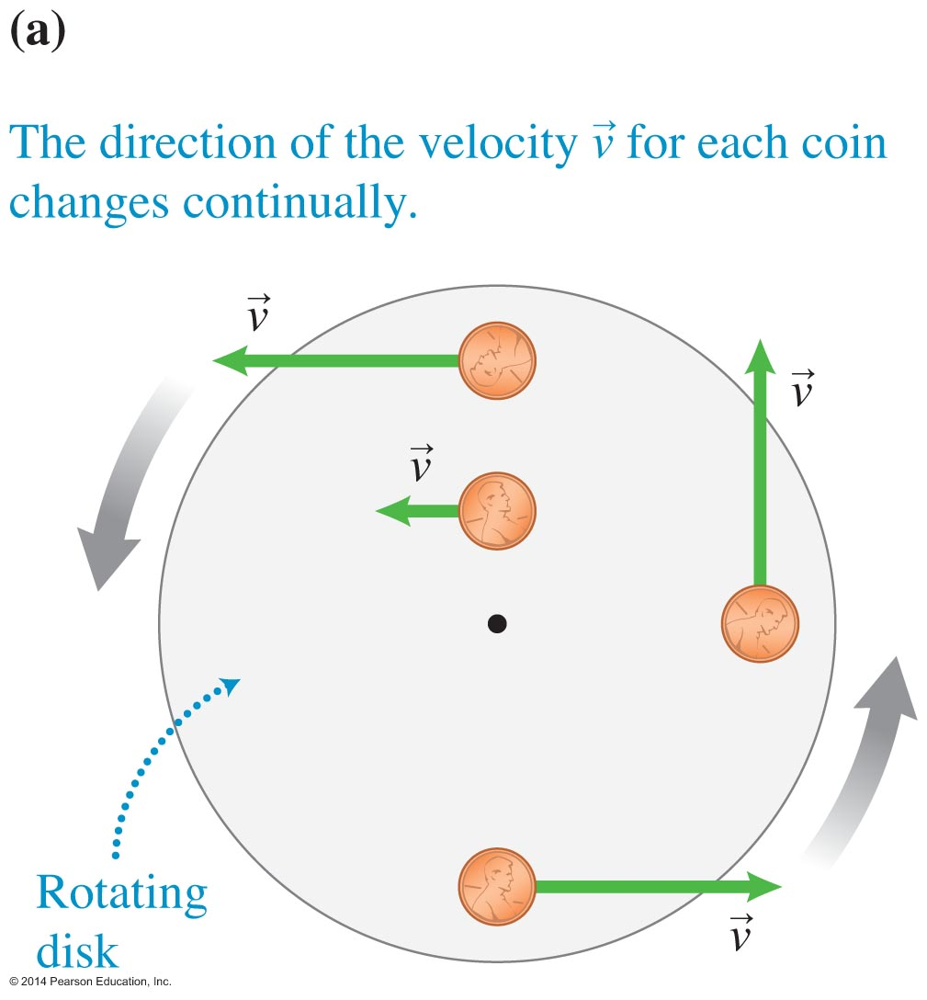 (a)
The direction of the velocity v⃗ for each coin
changes continually.
v⃗
v⃗
v⃗
Rotating
disk
v⃗
© 2014 Pearson Education, Inc.